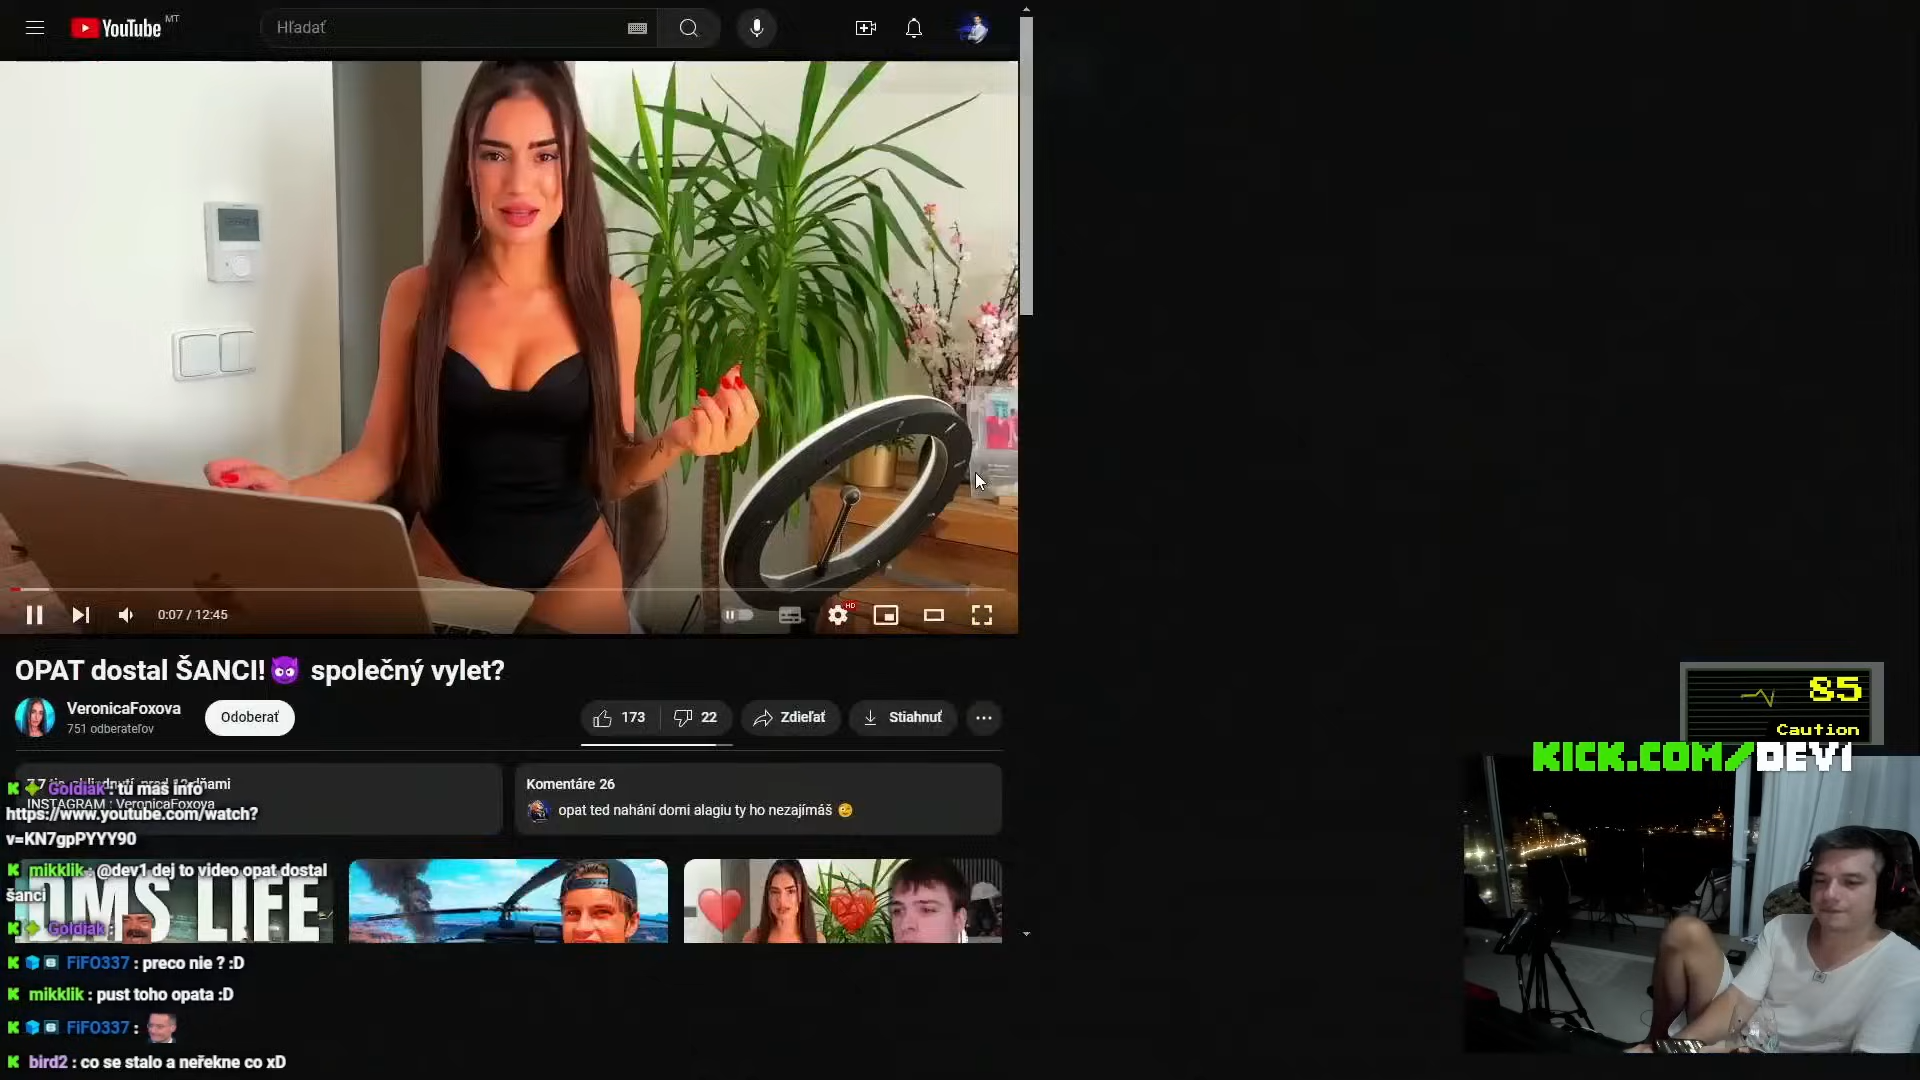 YouTube MT
Hľadať
HD
0:07 / 12:45
OPAT dostal ŠANCI!😈 společný vylet?
VeronicaFoxova
751 odberateľov
Odoberať
173
22
Zdieľať
Stiahnuť
INSTAGRAM : VeronicaFoxova
Komentáre 26
opat ted nahání domi alagiu ty ho nezajímáš 😉
Goldiak : tu máš info
https://www.youtube.com/watch?
v=KN7gpPYYY90
mikklik : @dev1 dej to video opat dostal
šanci
Goldiak :
FiFO337 : preco nie ? :D
mikklik : pust toho opata :D
FiFO337 :
bird2 : co se stalo a neřekne co xD
DMS LIFE
85
Caution
KICK.COM/DEV1